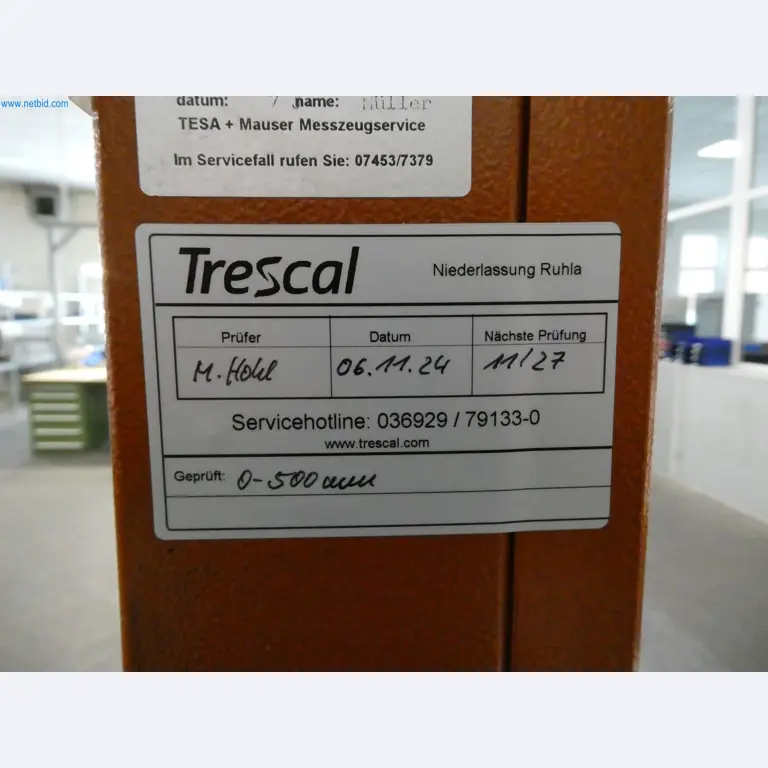 www.netbid.com
datum: / name: Müller
TESA + Mauser Messzeugservice
Im Servicefall rufen Sie: 07453/7379
Trescal Niederlassung Ruhla
Prüfer Datum Nächste Prüfung
M. Hohl 06.11.24 11/27
Servicehotline: 036929 / 79133-0
www.trescal.com
Geprüft: 0-500mm